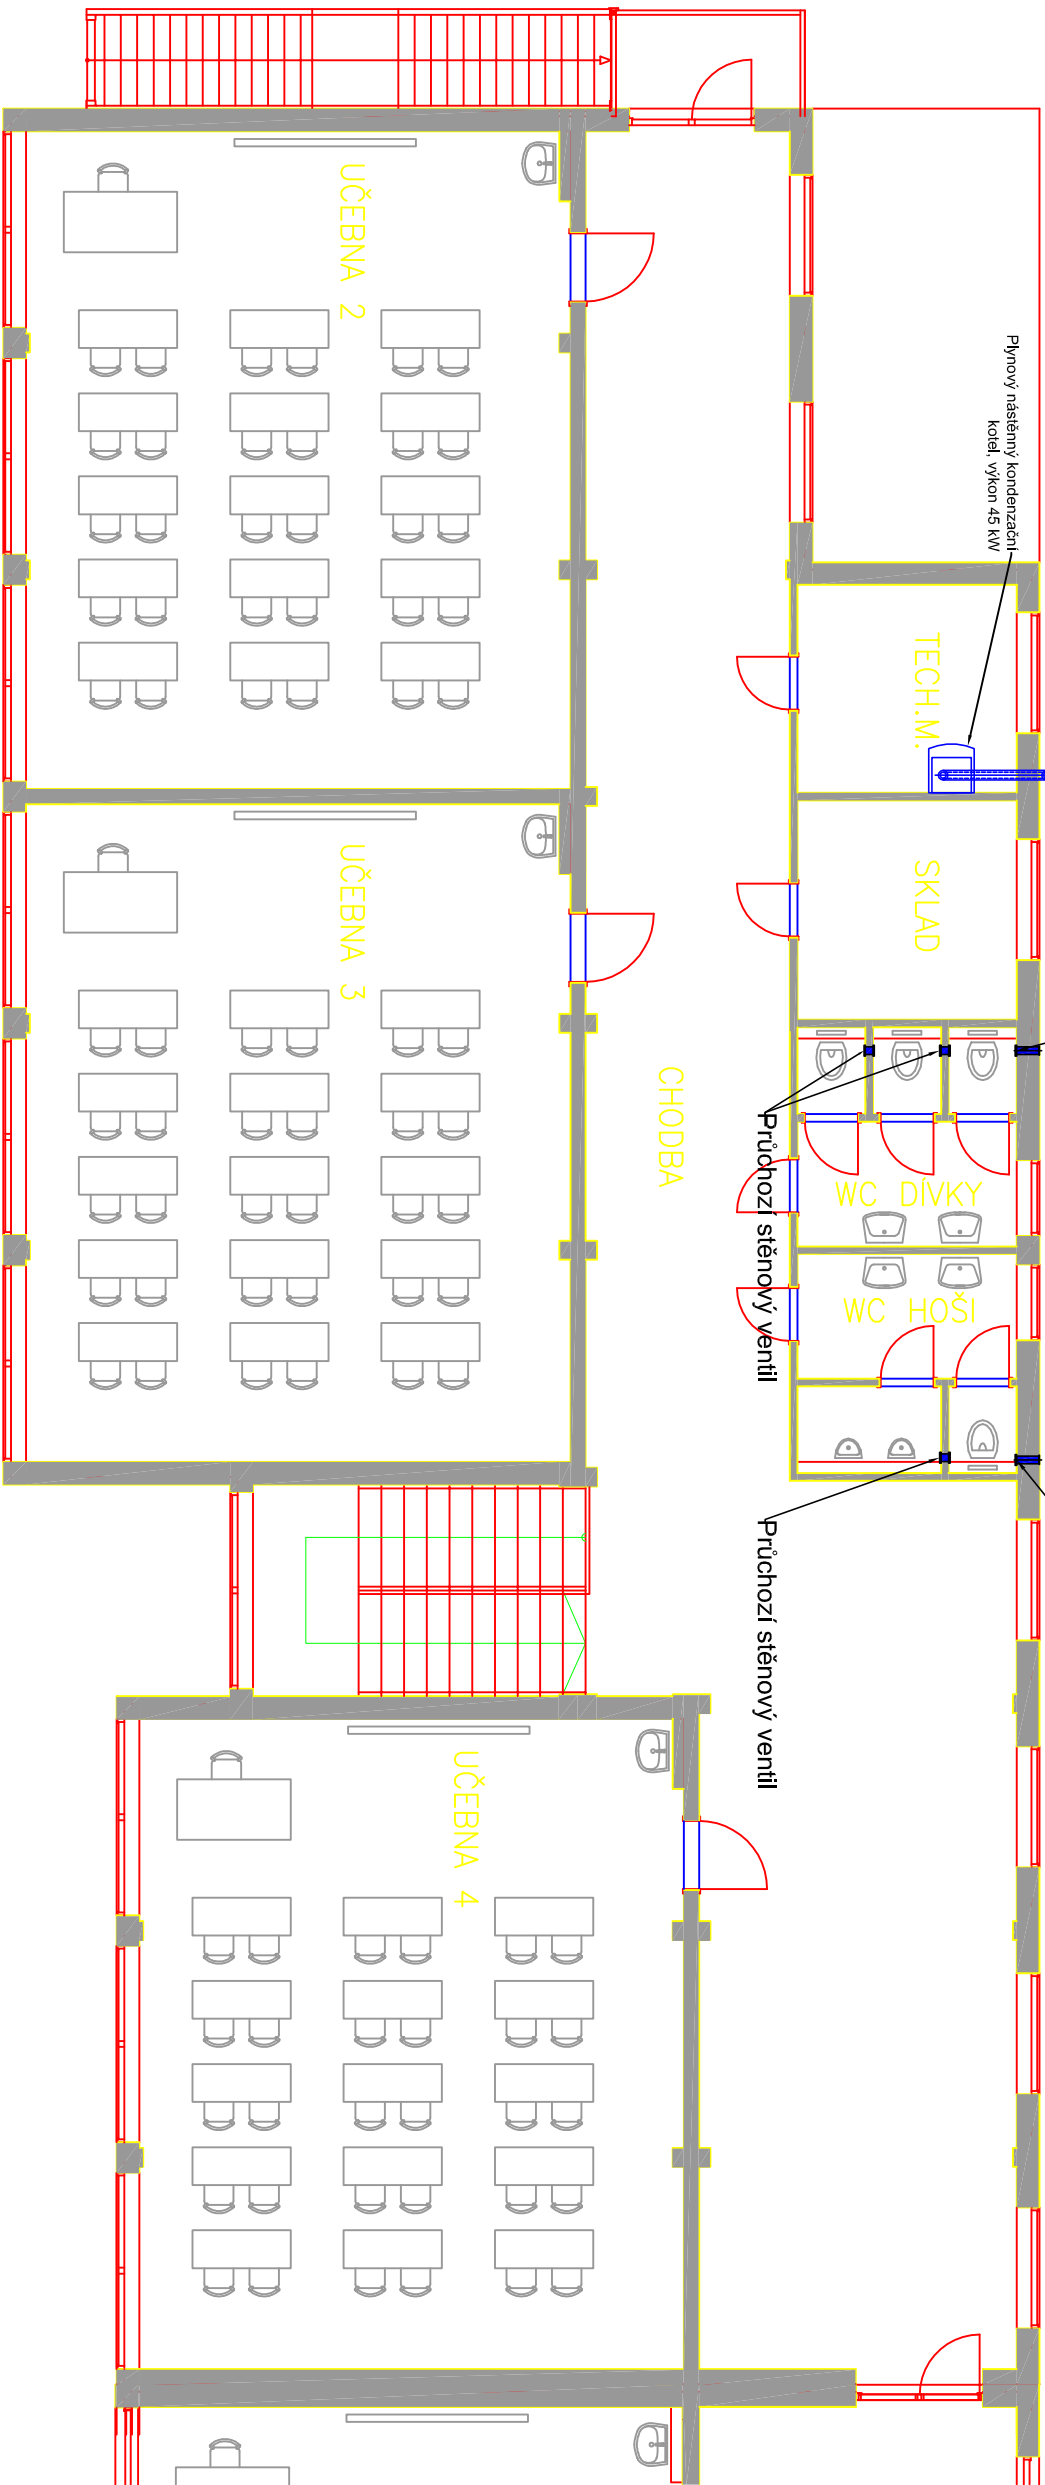 UČEBNA 2
Plynový nástěnný kondenzační
kotel, výkon 45 kW
TECH.M.
SKLAD
UČEBNA 3
CHODBA
Průchozí stěnový ventil
WC DÍVKY
WC HOŠI
Průchozí stěnový ventil
UČEBNA 4